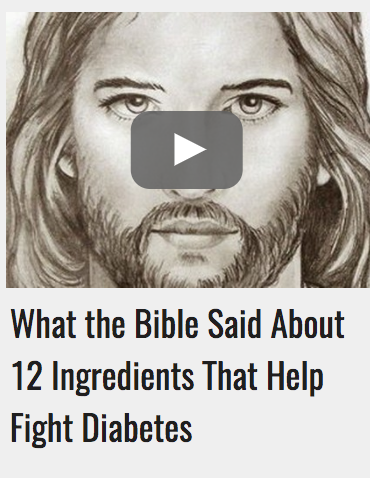 What the Bible Said About
12 Ingredients That Help
Fight Diabetes